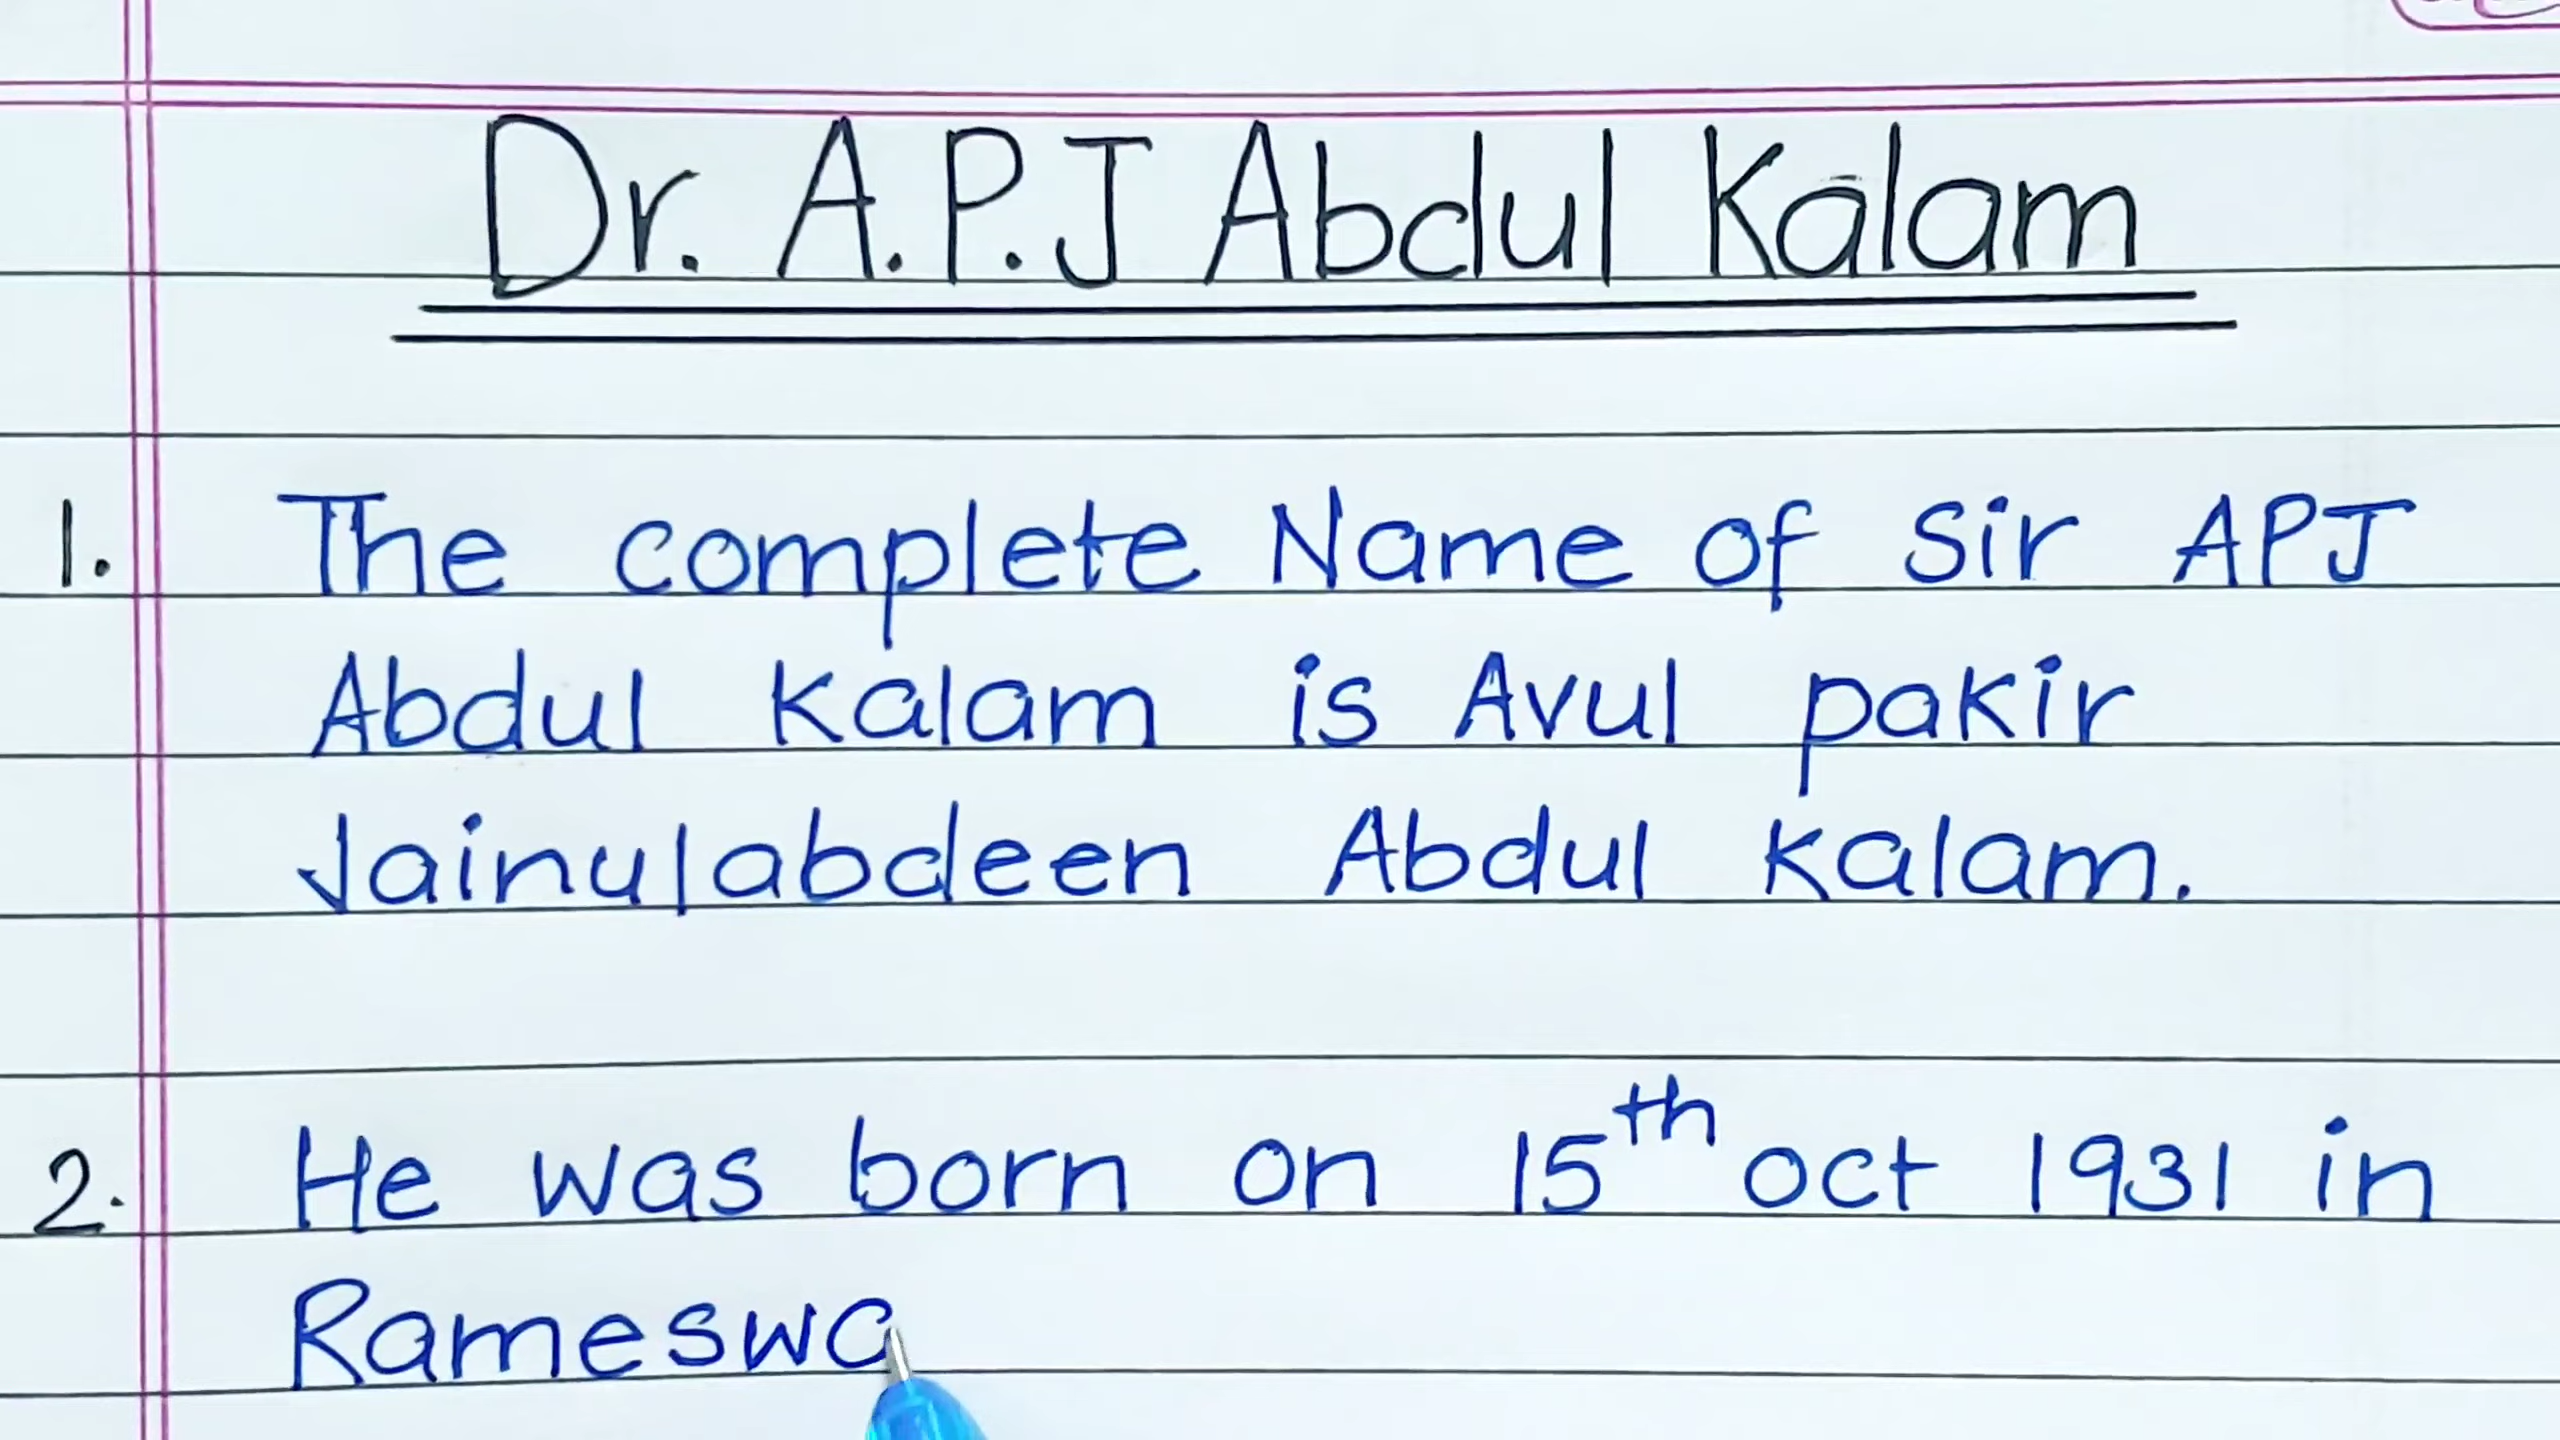 Dr. A.P.J Abdul Kalam
1. The complete Name of Sir APJ
Abdul Kalam is Avul pakir
Jainulabdeen Abdul Kalam.
2. He was born on 15th oct 1931 in
Rameswa